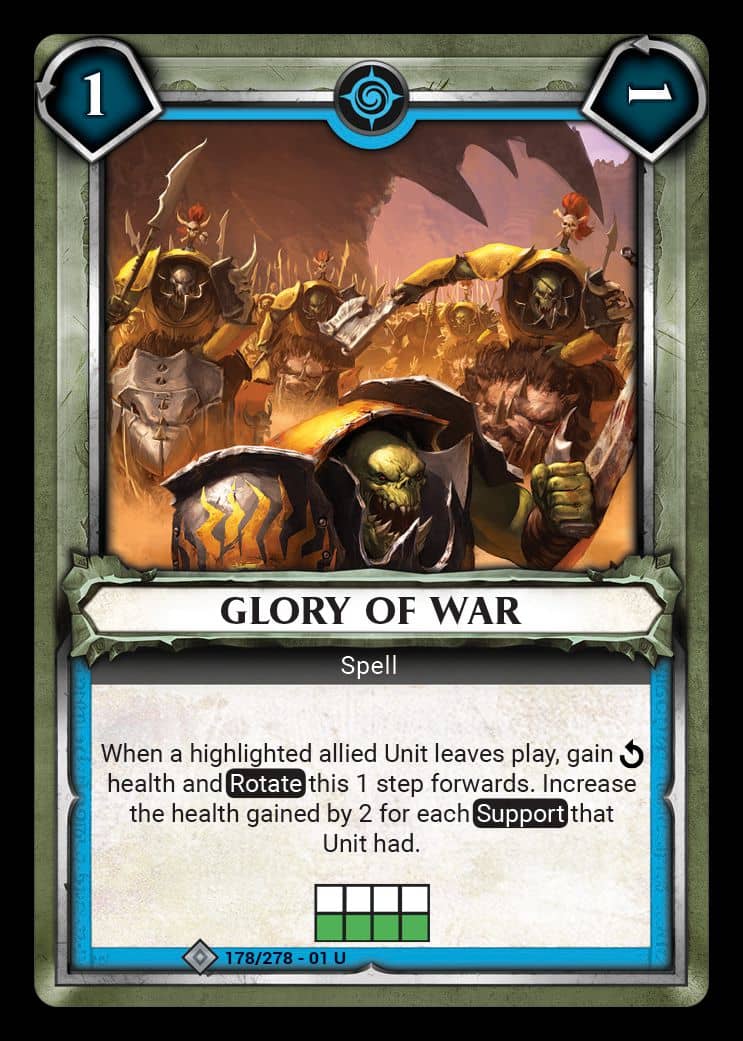 1
1
GLORY OF WAR
Spell
When a highlighted allied Unit leaves play, gain
health and Rotate this 1 step forwards. Increase
the health gained by 2 for each Support that
Unit had.
178/278 - 01 U